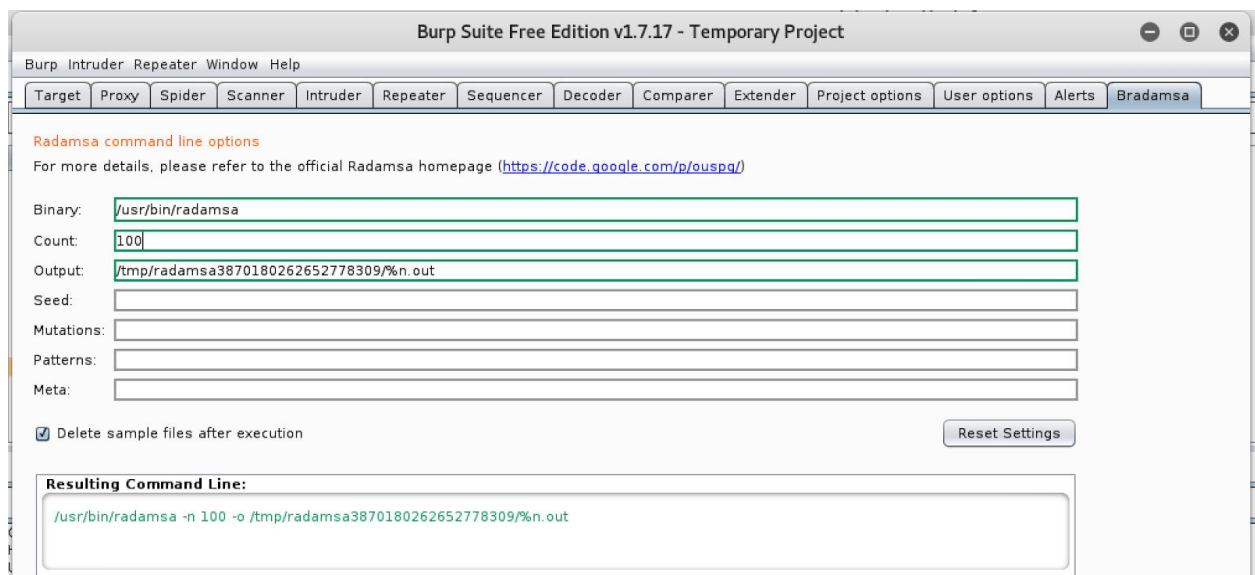 Burp Suite Free Edition v1.7.17 - Temporary Project
Burp Intruder Repeater Window Help
Target Proxy Spider Scanner Intruder Repeater Sequencer Decoder Comparer Extender Project options User options Alerts Bradamsa
Radamsa command line options
For more details, please refer to the official Radamsa homepage (https://code.google.com/p/ouspg/)
Binary: /usr/bin/radamsa
Count: 100
Output: /tmp/radamsa3870180262652778309/%n.out
Seed:
Mutations:
Patterns:
Meta:
Delete sample files after execution Reset Settings
Resulting Command Line:
/usr/bin/radamsa -n 100 -o /tmp/radamsa3870180262652778309/%n.out